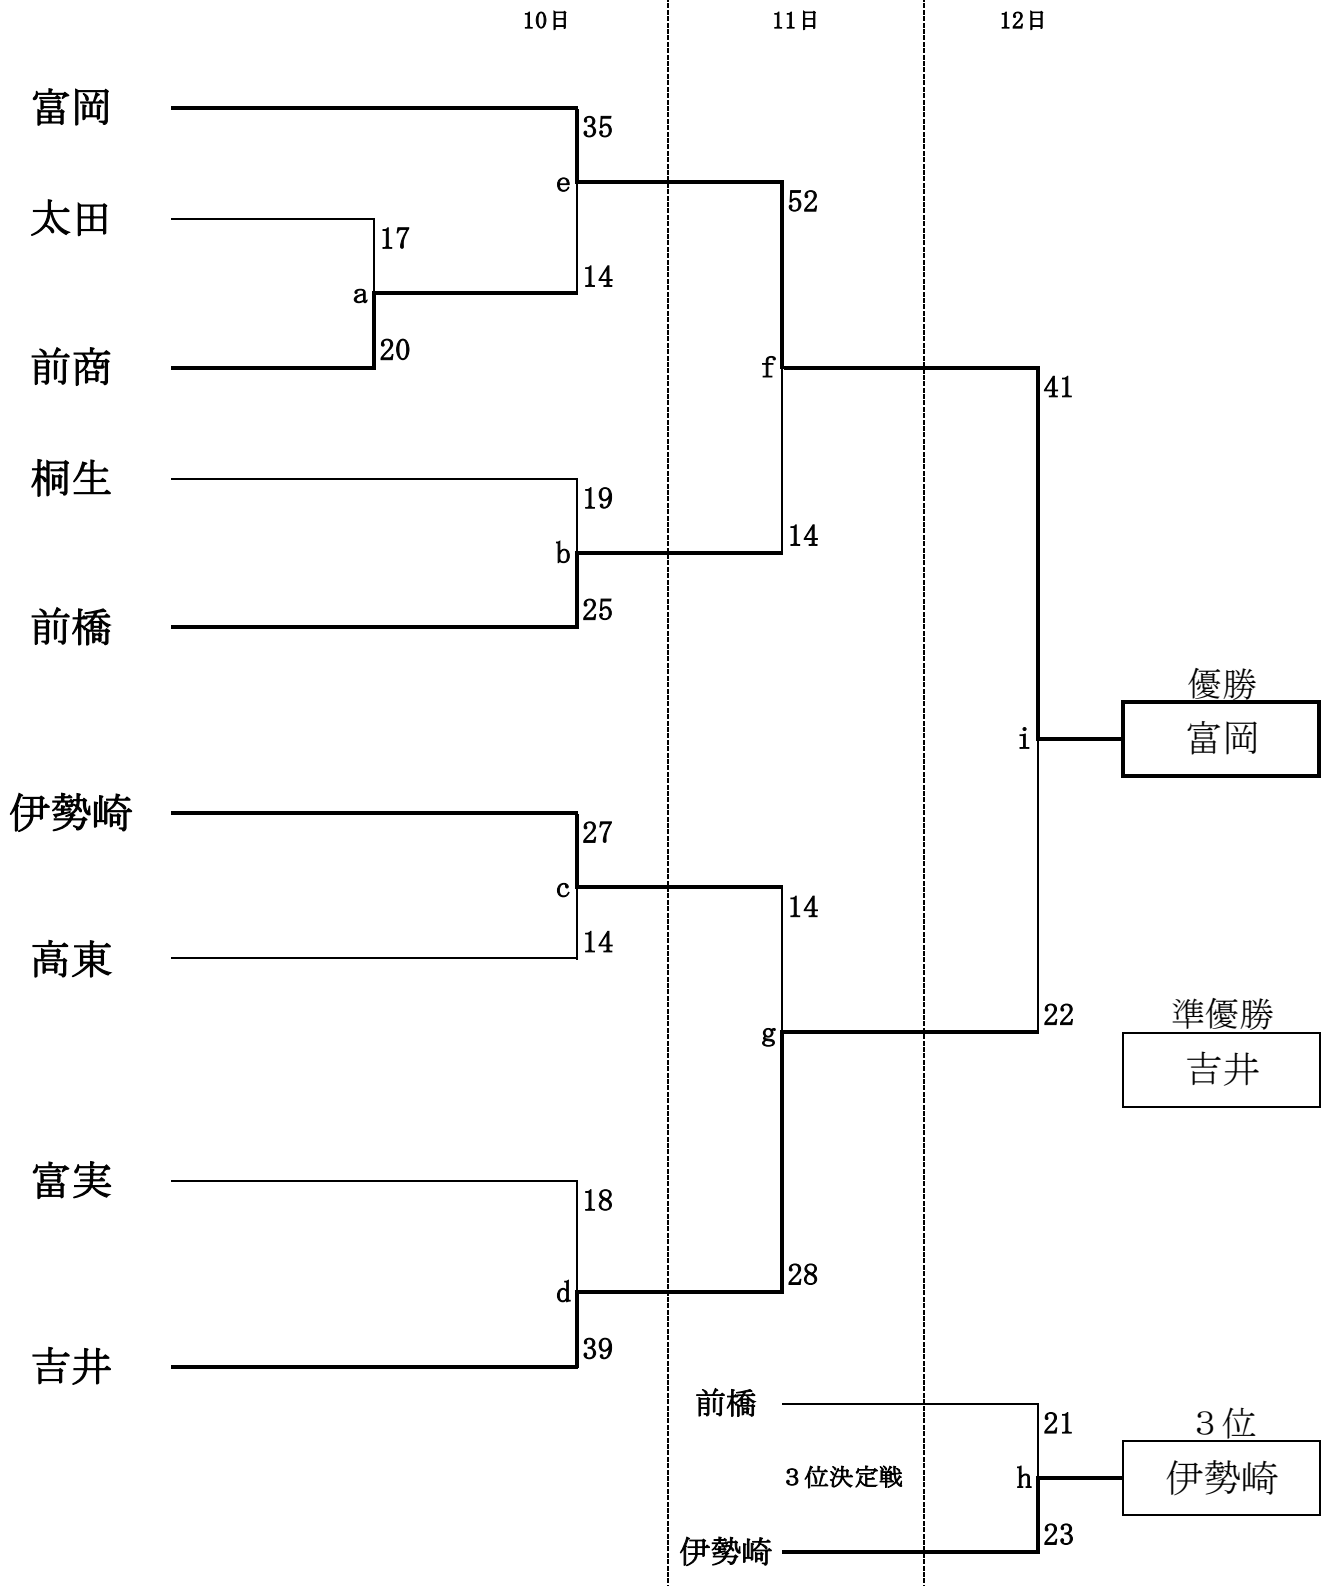 10日 11日 12日
富岡
35
e
52
太田
17
14
a
前商
20
f
41
桐生
19
14
b
前橋
25
優勝
富岡
i
伊勢崎
27
c
14
高東
14
準優勝
22
g
吉井
富実
18
28
d
吉井
39
前橋
21
3位
3位決定戦
h
伊勢崎
23
伊勢崎